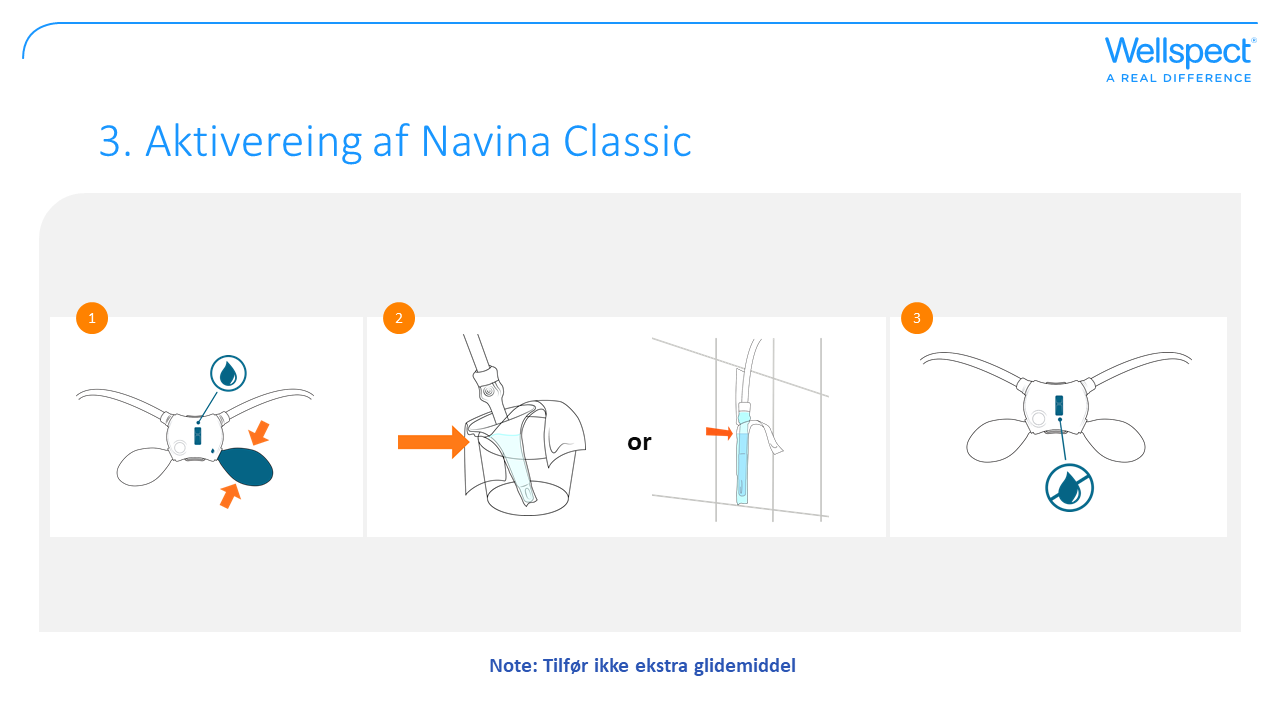 Wellspect®
A REAL DIFFERENCE
3. Aktivereing af Navina Classic
1
2
3
or
Note: Tilfør ikke ekstra glidemiddel